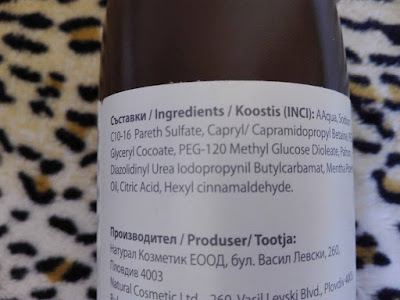 Съставки / Ingredients / Koostis (INCI): AAqua, Sodium
C10-16 Pareth Sulfate, Capryl/ Capramidopropyl Betaine,
Glyceryl Cocoate, PEG-120 Methyl Glucose Dioleate,
Diazolidinyl Urea Iodopropynil Butylcarbamat, Mentha
Oil, Citric Acid, Hexyl cinnamaldehyde.
Производител / Produser/ Tootja:
Натурал Козметик ЕООД, бул. Васил Левски, 260,
Пловдив 4003
Natural Cosmetic Ltd., 260, Vasil Levski Blvd., Plovdiv 4003